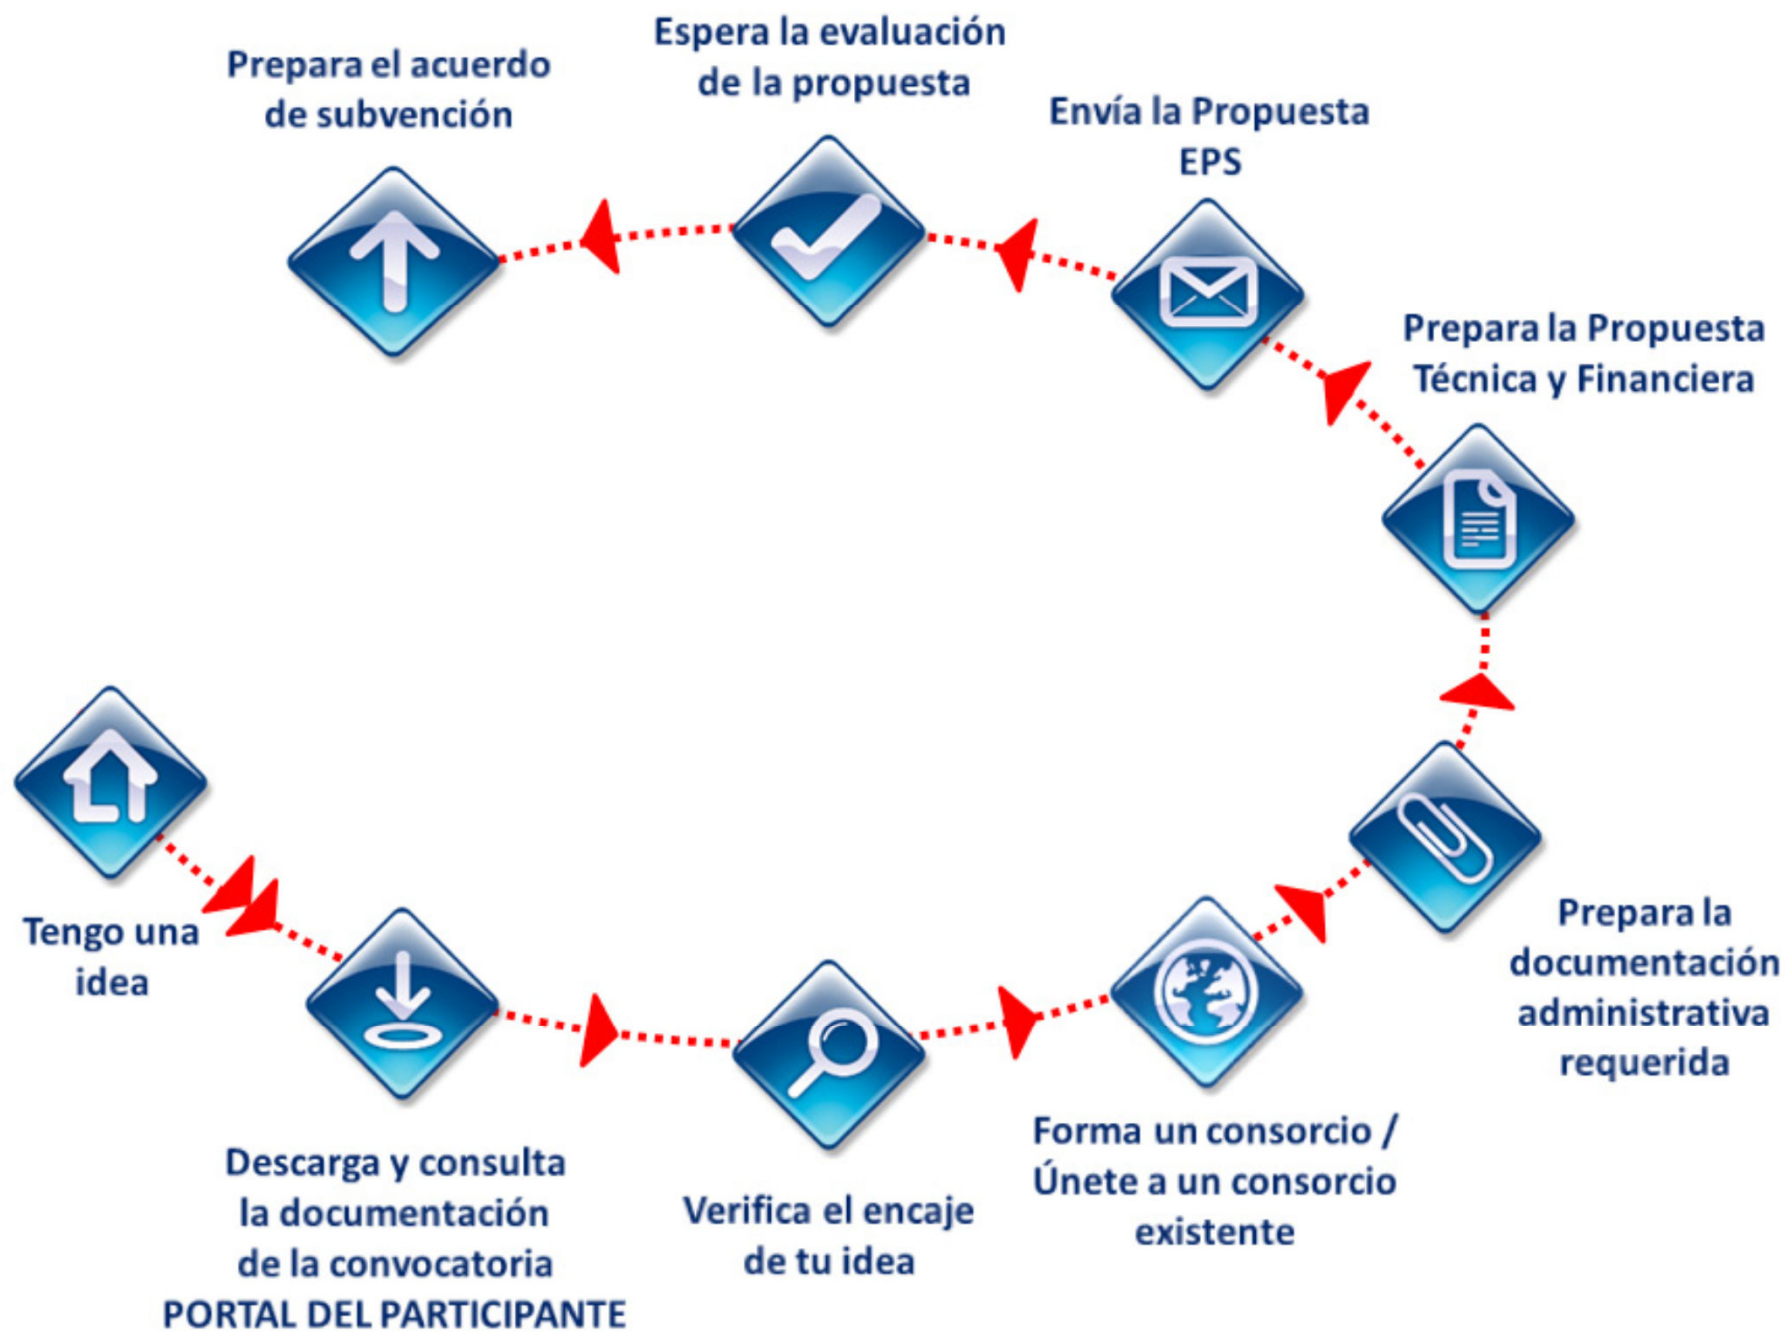 Espera la evaluación
de la propuesta
Prepara el acuerdo
de subvención
Envía la Propuesta
EPS
Prepara la Propuesta
Técnica y Financiera
Tengo una
idea
Prepara la
documentación
administrativa
requerida
Descarga y consulta
la documentación
de la convocatoria
PORTAL DEL PARTICIPANTE
Verifica el encaje
de tu idea
Forma un consorcio /
Únete a un consorcio
existente